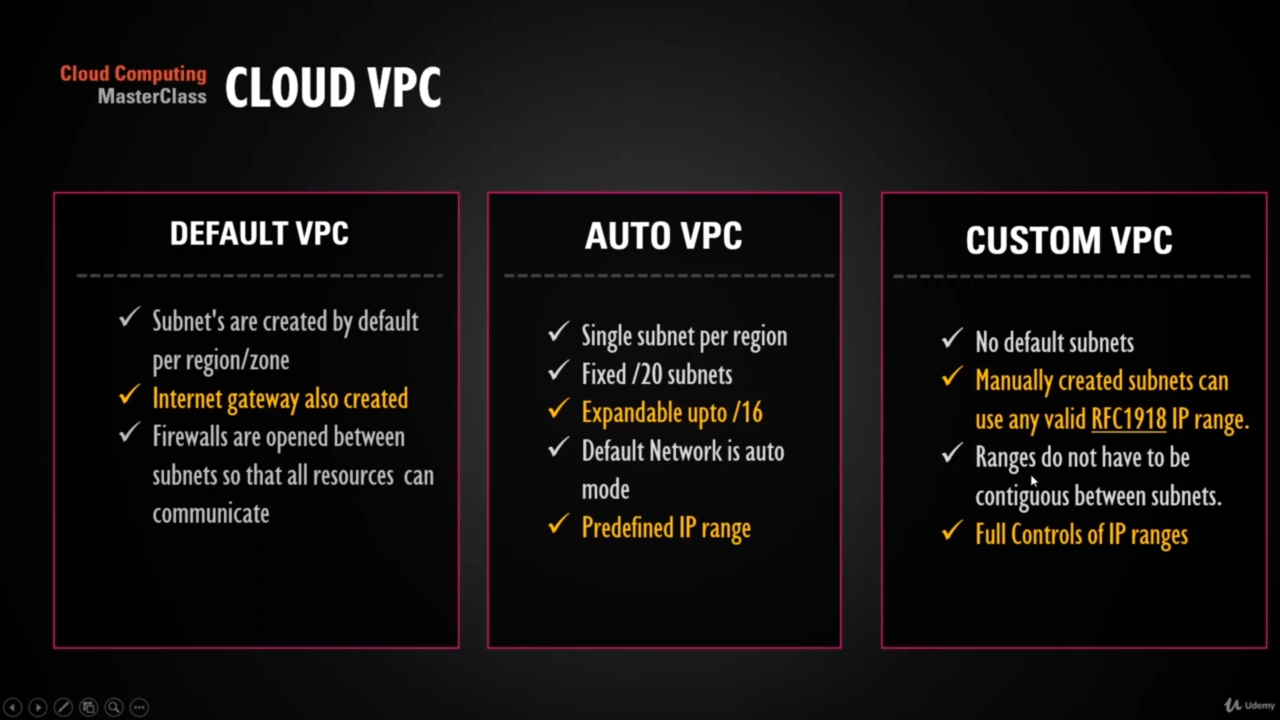 Cloud Computing
MasterClass
CLOUD VPC
DEFAULT VPC
Subnet's are created by default
per region/zone
Internet gateway also created
Firewalls are opened between
subnets so that all resources can
communicate
AUTO VPC
Single subnet per region
Fixed /20 subnets
Expandable upto /16
Default Network is auto
mode
Predefined IP range
CUSTOM VPC
No default subnets
Manually created subnets can
use any valid RFC1918 IP range.
Ranges do not have to be
contiguous between subnets.
Full Controls of IP ranges
Udemy